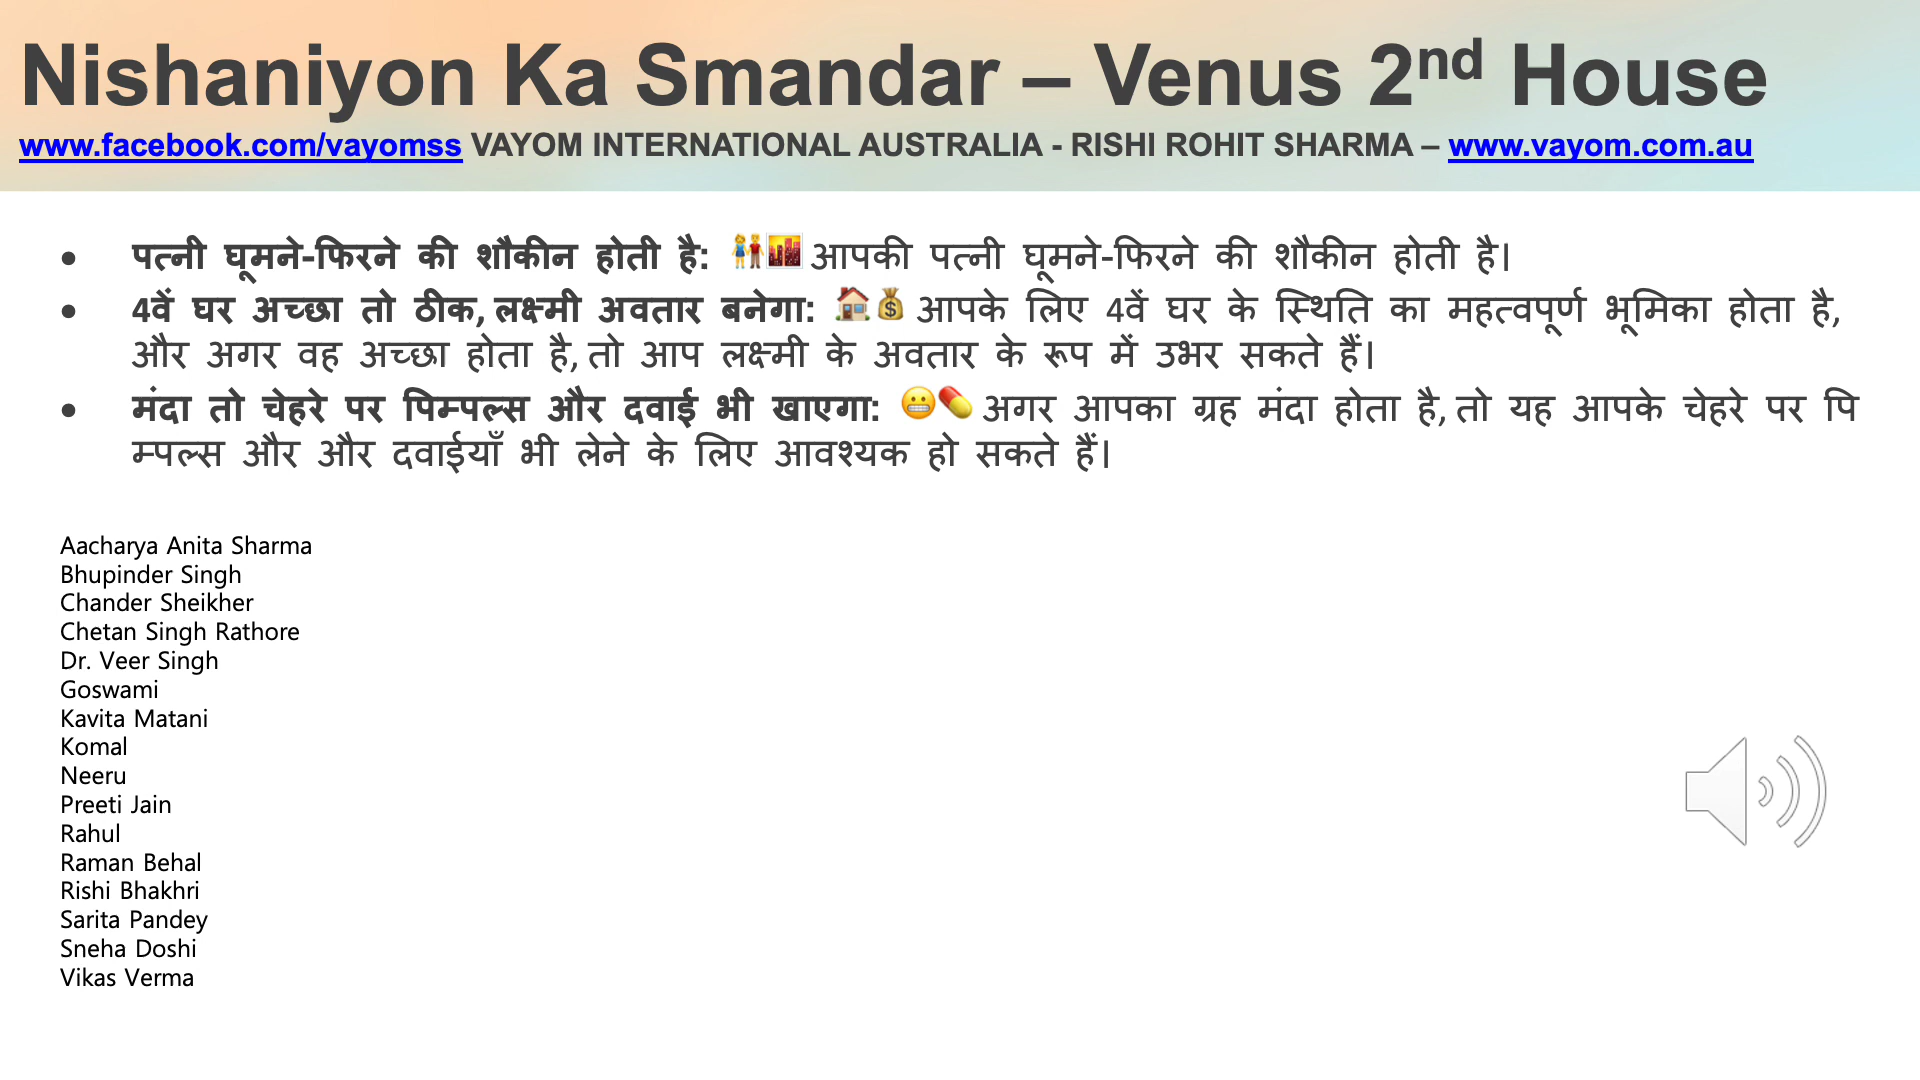 Nishaniyon Ka Smandar – Venus 2nd House
www.facebook.com/vayomss VAYOM INTERNATIONAL AUSTRALIA - RISHI ROHIT SHARMA – www.vayom.com.au
• पत्नी घूमने-फिरने की शौकीन होती है: 👫🌇 आपकी पत्नी घूमने-फिरने की शौकीन होती है।
• 4वें घर अच्छा तो ठीक, लक्ष्मी अवतार बनेगा: 🏠💰 आपके लिए 4वें घर के स्थिति का महत्वपूर्ण भूमिका होता है,
और अगर वह अच्छा होता है, तो आप लक्ष्मी के अवतार के रूप में उभर सकते हैं।
• मंदा तो चेहरे पर पिम्पल्स और दवाई भी खाएगा: 😬💊 अगर आपका ग्रह मंदा होता है, तो यह आपके चेहरे पर पि
म्पल्स और और दवाईयाँ भी लेने के लिए आवश्यक हो सकते हैं।
Aacharya Anita Sharma
Bhupinder Singh
Chander Sheikher
Chetan Singh Rathore
Dr. Veer Singh
Goswami
Kavita Matani
Komal
Neeru
Preeti Jain
Rahul
Raman Behal
Rishi Bhakhri
Sarita Pandey
Sneha Doshi
Vikas Verma